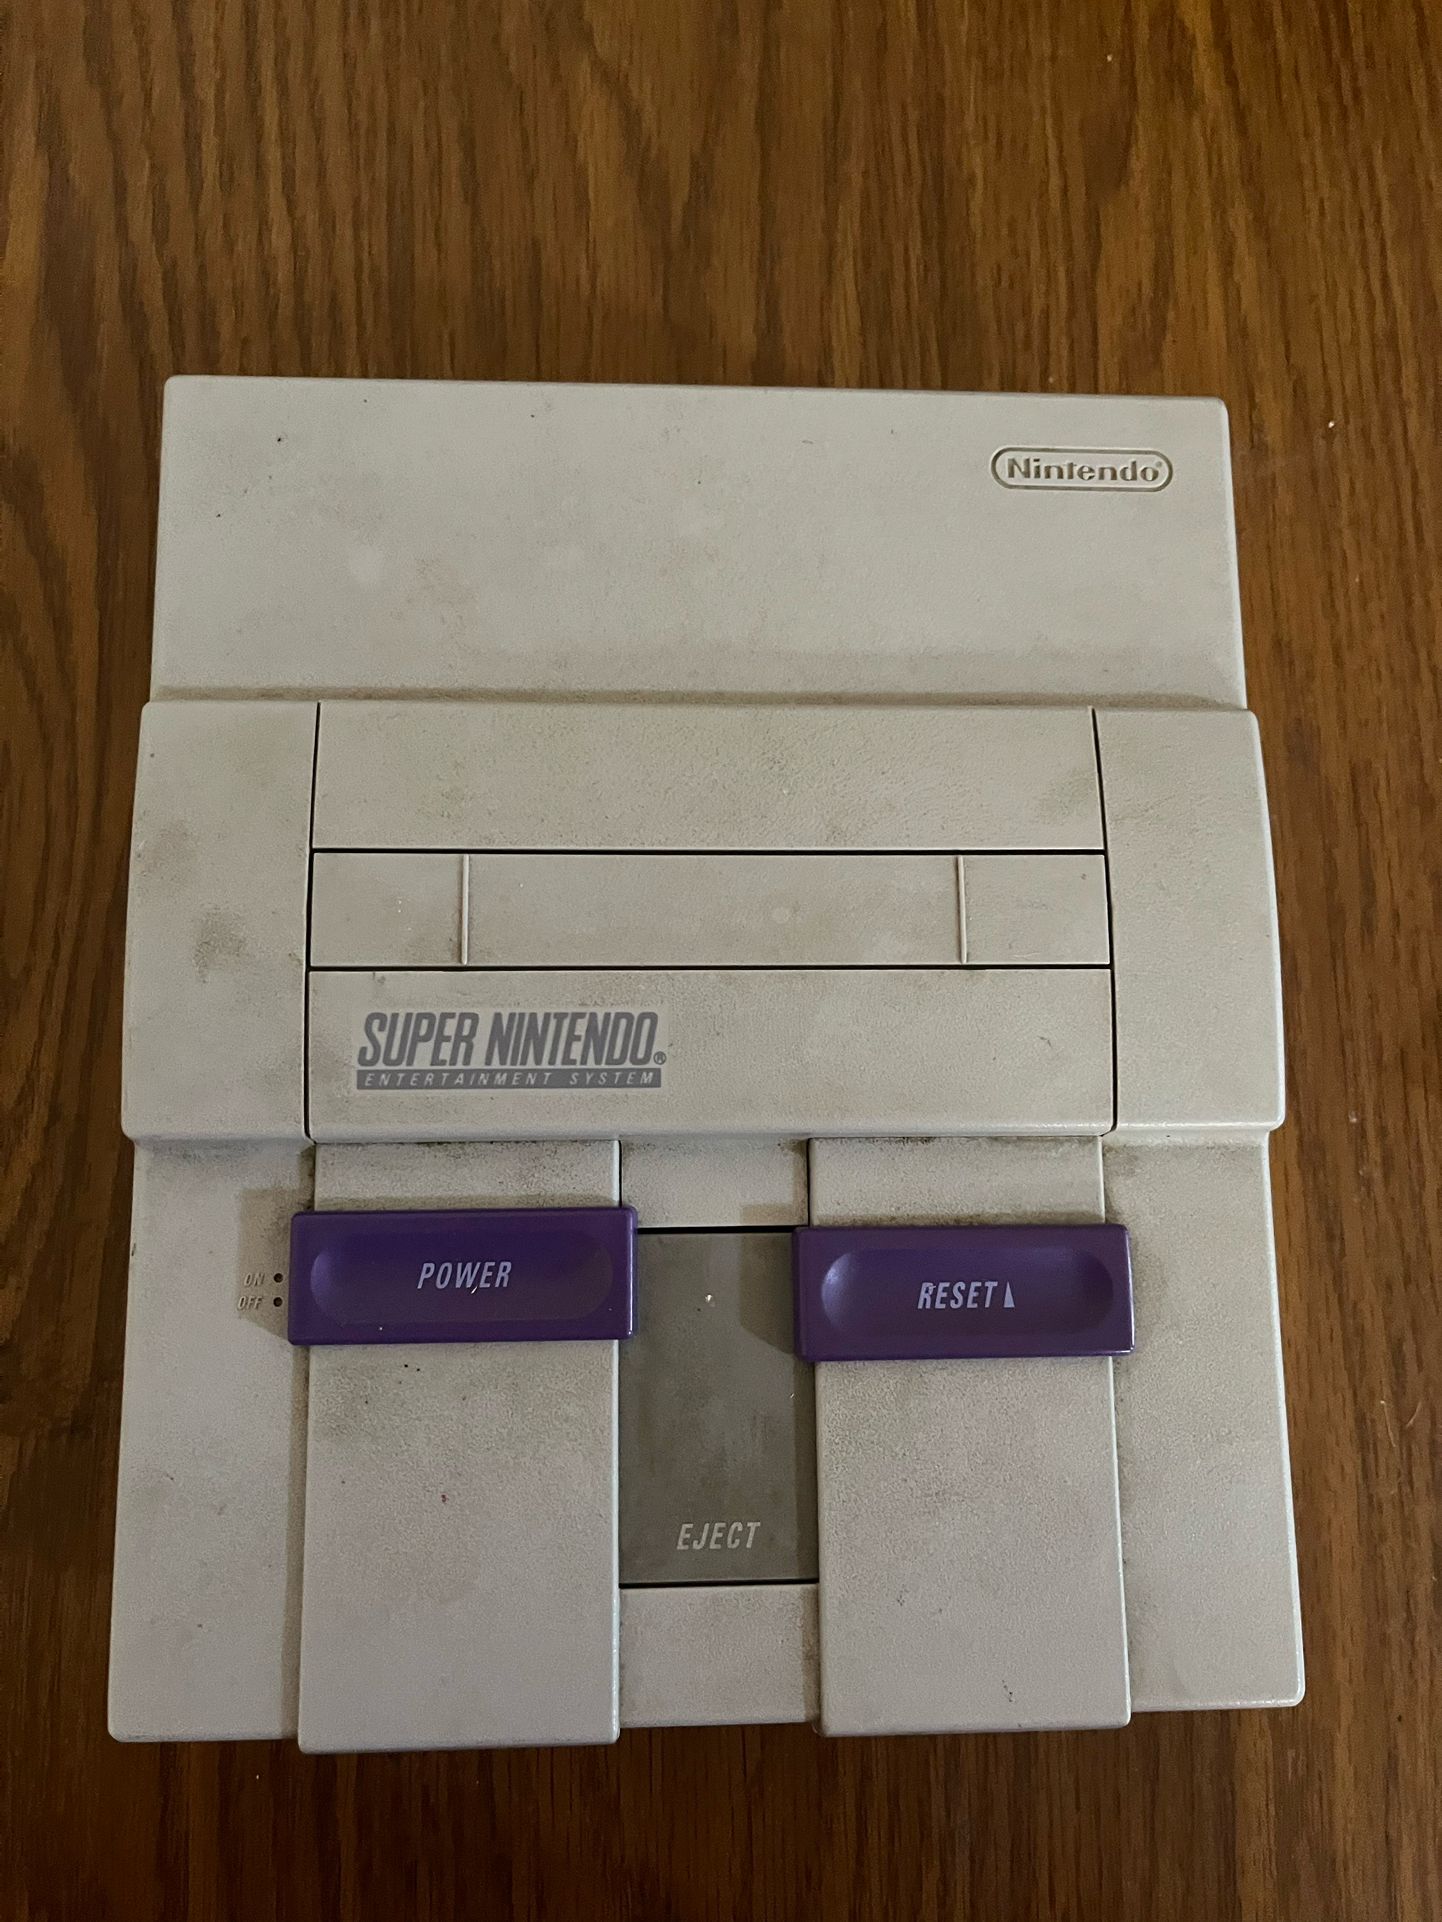 Nintendo®
SUPER NINTENDO®
ENTERTAINMENT SYSTEM
ON
OFF
POWER
RESET
EJECT